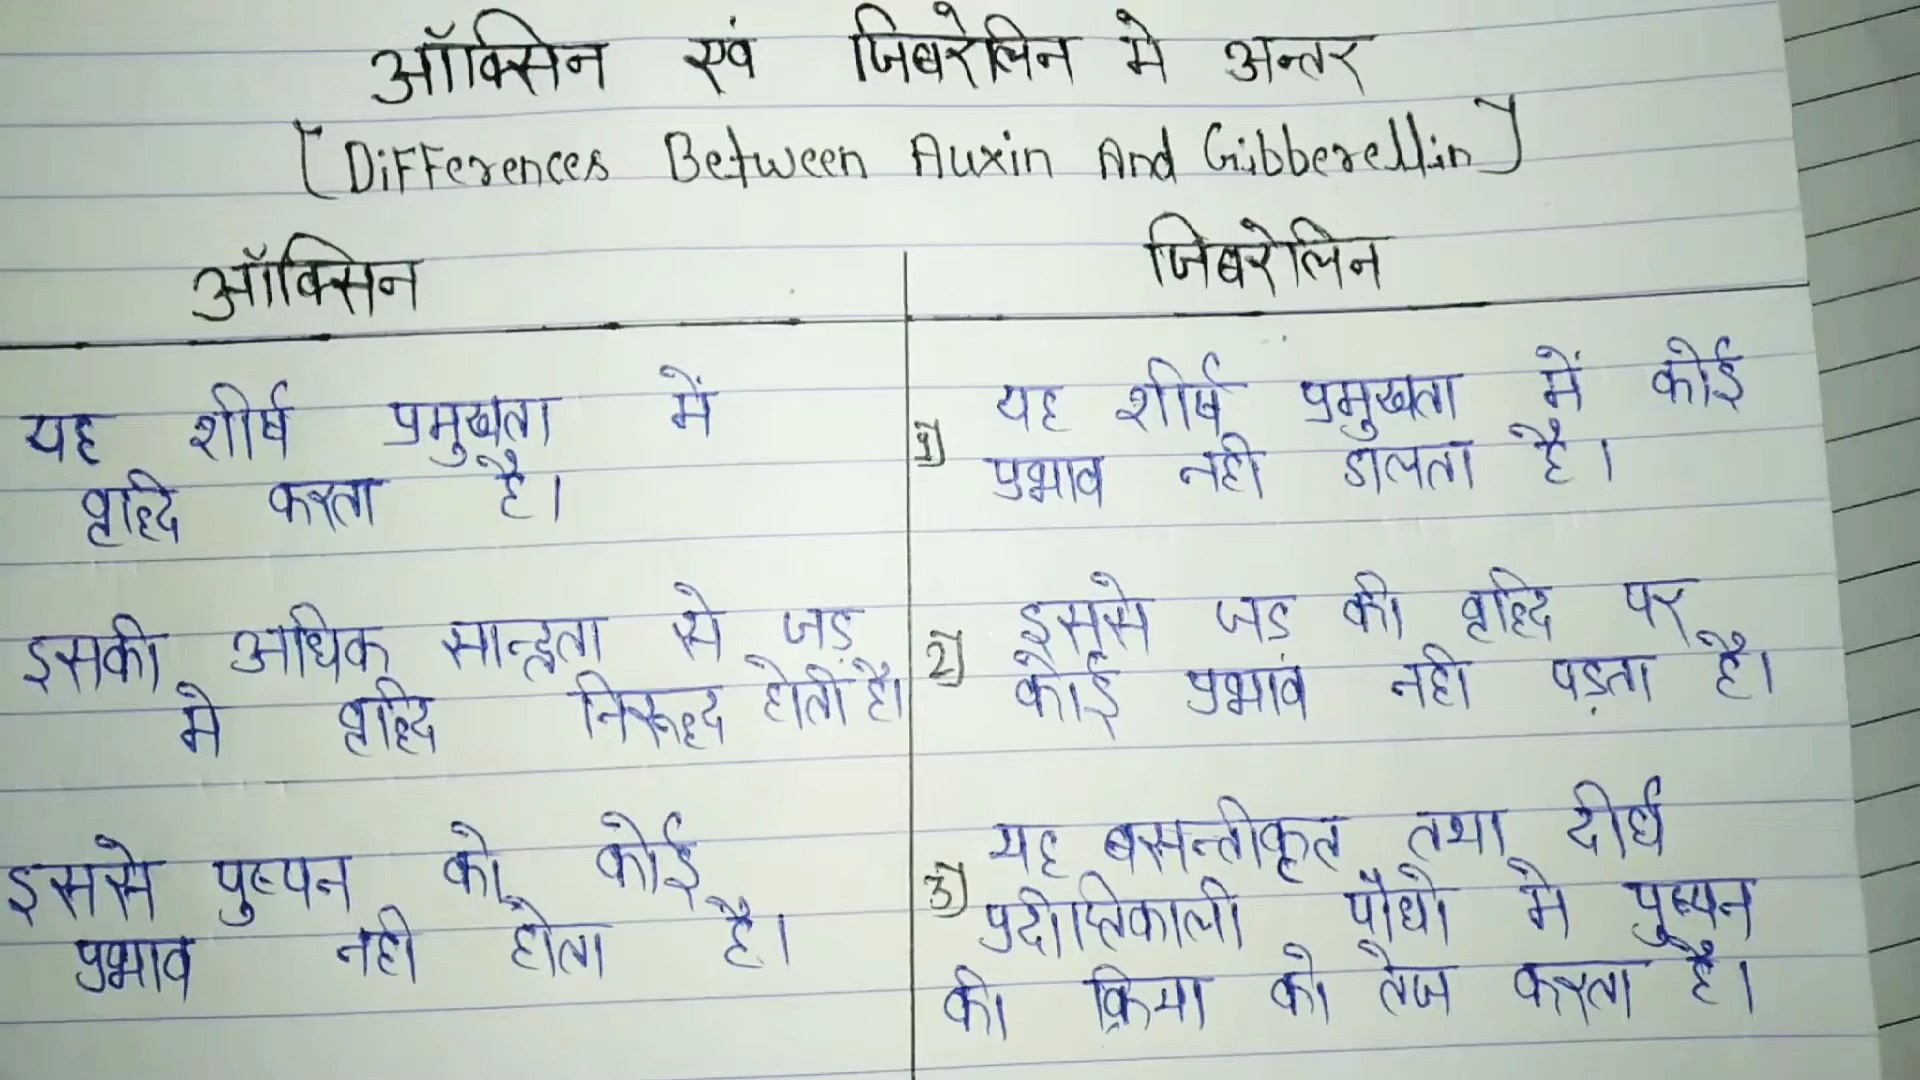 ऑक्सिन एवं जिबरेलिन मे अन्तर
[Differences Between Auxin And Gibberellin]
ऑक्सिन
यह शीर्ष प्रमुखता में
वृद्धि करता है।
इसकी अधिक सान्द्रता से जड़
मे वृद्धि निरूद्ध होती है।
इससे पुष्पन को कोई
प्रभाव नही होता है।
जिबरेलिन
1) यह शीर्ष प्रमुखता में कोई
प्रभाव नही डालता है।
2) इससे जड़ की वृद्धि पर
कोई प्रभाव नही पड़ता है।
3) यह बसन्तीकृत तथा दीर्घ
प्रदीप्तिकाली पौधो मे पुष्पन
की क्रिया को तेज करता है।